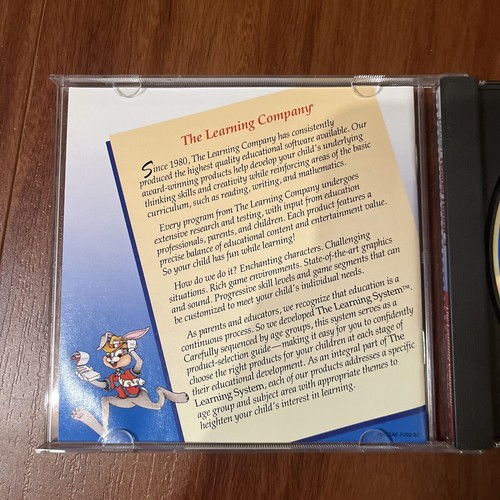 The Learning Company
Since 1980, The Learning Company has consistently
produced the highest quality educational software available. Our
award-winning products help develop your child's underlying
thinking skills and creativity while reinforcing areas of the basic
curriculum, such as reading, writing, and mathematics.
Every program from The Learning Company undergoes
extensive research and testing, with input from education
professionals, parents, and children. Each product features a
precise balance of educational content and entertainment value.
So your child has fun while learning!
How do we do it? Enchanting characters. Challenging
situations. Rich game environments. State-of-the-art graphics
and sound. Progressive skill levels and game segments that can
be customized to meet your child's individual needs.
As parents and educators, we recognize that education is a
continuous process. So we developed The Learning System™.
Carefully sequenced by age groups, this system serves as a
product-selection guide—making it easy for you to confidently
choose the right products for your children at each stage of
their educational development. As an integral part of The
Learning System, each of our products addresses a specific
age group and subject area with appropriate themes to
heighten your child's interest in learning.